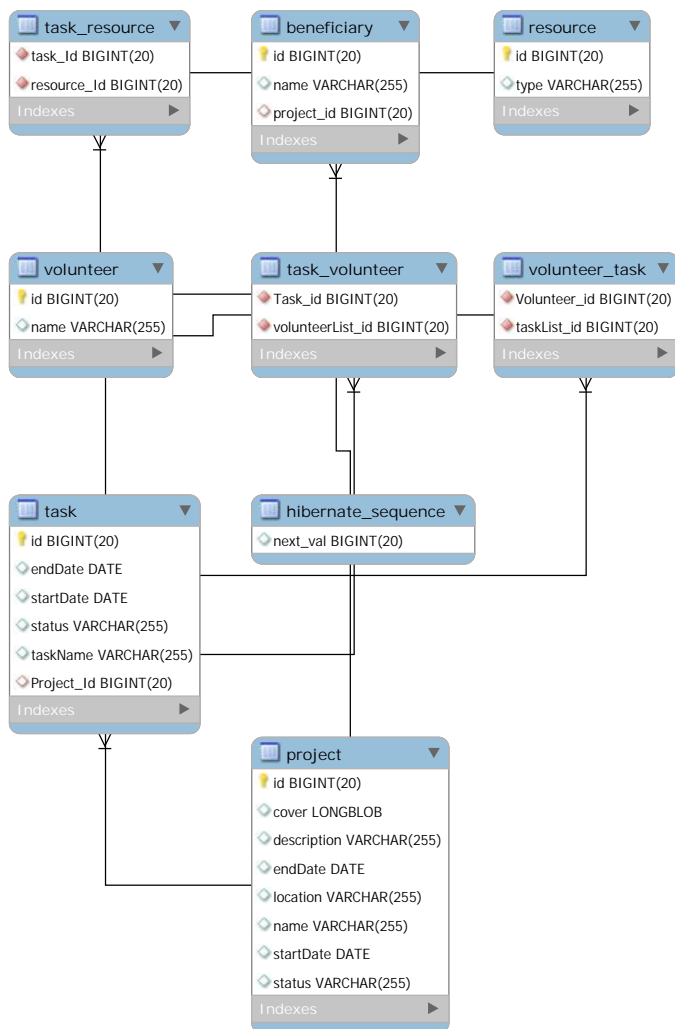 task_resource
task_Id BIGINT(20)
resource_Id BIGINT(20)
Indexes
beneficiary
id BIGINT(20)
name VARCHAR(255)
project_id BIGINT(20)
Indexes
resource
id BIGINT(20)
type VARCHAR(255)
Indexes
volunteer
id BIGINT(20)
name VARCHAR(255)
Indexes
task_volunteer
Task_id BIGINT(20)
volunteerList_id BIGINT(20)
Indexes
volunteer_task
Volunteer_id BIGINT(20)
taskList_id BIGINT(20)
Indexes
task
id BIGINT(20)
endDate DATE
startDate DATE
status VARCHAR(255)
taskName VARCHAR(255)
Project_Id BIGINT(20)
Indexes
hibernate_sequence
next_val BIGINT(20)
project
id BIGINT(20)
cover LONGBLOB
description VARCHAR(255)
endDate DATE
location VARCHAR(255)
name VARCHAR(255)
startDate DATE
status VARCHAR(255)
Indexes